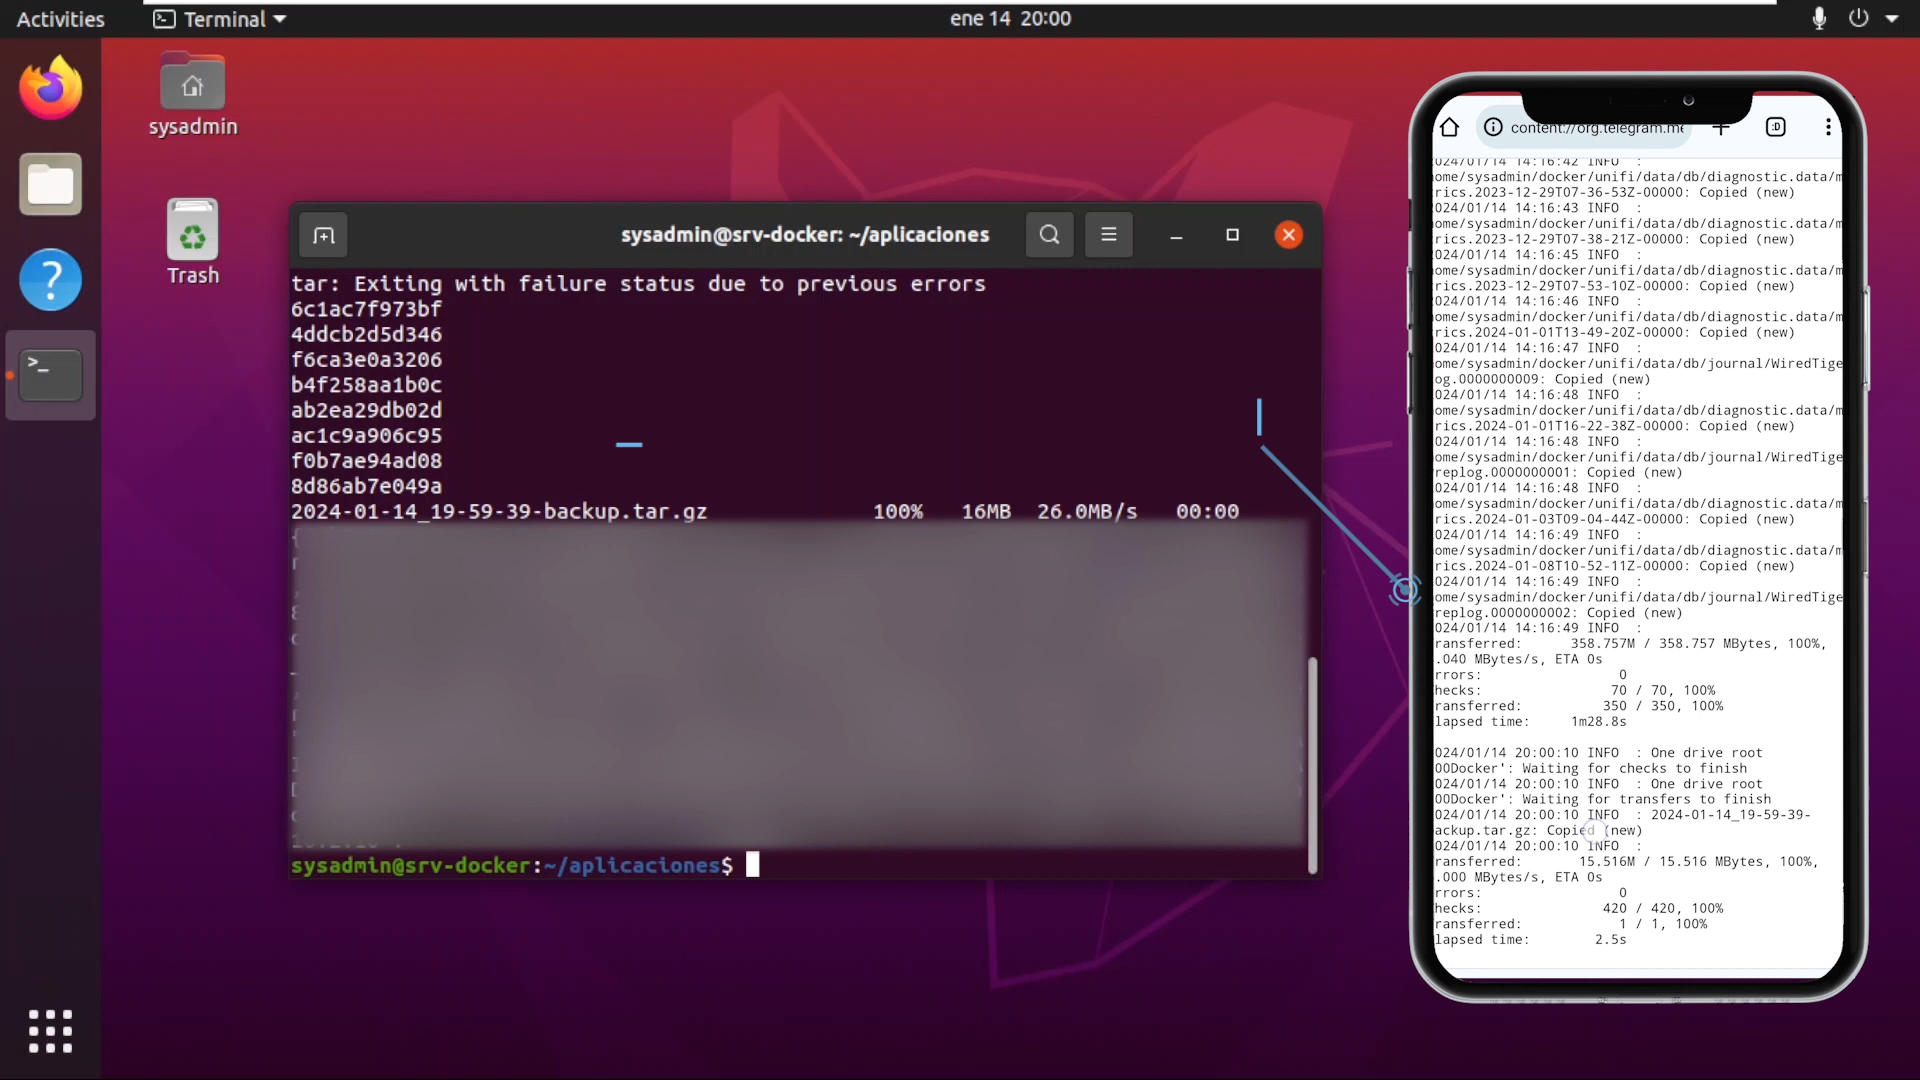 Activities
Terminal
ene 14 20:00
sysadmin
Trash
sysadmin@srv-docker: ~/aplicaciones
tar: Exiting with failure status due to previous errors
6c1ac7f973bf
4ddcb2d5d346
f6ca3e0a3206
b4f258aa1b0c
ab2ea29db02d
ac1c9a906c95
f0b7ae94ad08
8d86ab7e049a
2024-01-14_19-59-39-backup.tar.gz 100% 16MB 26.0MB/s 00:00
sysadmin@srv-docker:~/aplicaciones$
content://org.telegram.me
024/01/14 14:16:42 INFO :
ome/sysadmin/docker/unifi/data/db/diagnostic.data/m
rics.2023-12-29T07-36-53Z-00000: Copied (new)
024/01/14 14:16:43 INFO :
ome/sysadmin/docker/unifi/data/db/diagnostic.data/m
rics.2023-12-29T07-38-21Z-00000: Copied (new)
024/01/14 14:16:45 INFO :
ome/sysadmin/docker/unifi/data/db/diagnostic.data/m
rics.2023-12-29T07-53-10Z-00000: Copied (new)
024/01/14 14:16:46 INFO :
ome/sysadmin/docker/unifi/data/db/diagnostic.data/m
rics.2024-01-01T13-49-20Z-00000: Copied (new)
024/01/14 14:16:47 INFO :
ome/sysadmin/docker/unifi/data/db/journal/WiredTige
og.0000000009: Copied (new)
024/01/14 14:16:48 INFO :
ome/sysadmin/docker/unifi/data/db/diagnostic.data/m
rics.2024-01-01T16-22-38Z-00000: Copied (new)
024/01/14 14:16:48 INFO :
ome/sysadmin/docker/unifi/data/db/journal/WiredTige
replog.0000000001: Copied (new)
024/01/14 14:16:48 INFO :
ome/sysadmin/docker/unifi/data/db/diagnostic.data/m
rics.2024-01-03T09-04-44Z-00000: Copied (new)
024/01/14 14:16:49 INFO :
ome/sysadmin/docker/unifi/data/db/diagnostic.data/m
rics.2024-01-08T10-52-11Z-00000: Copied (new)
024/01/14 14:16:49 INFO :
ome/sysadmin/docker/unifi/data/db/journal/WiredTige
replog.0000000002: Copied (new)
024/01/14 14:16:49 INFO :
ransferred: 358.757M / 358.757 MBytes, 100%,
.040 MBytes/s, ETA 0s
rrors: 0
hecks: 70 / 70, 100%
ransferred: 350 / 350, 100%
lapsed time: 1m28.8s
024/01/14 20:00:10 INFO : One drive root
00Docker': Waiting for checks to finish
024/01/14 20:00:10 INFO : One drive root
00Docker': Waiting for transfers to finish
024/01/14 20:00:10 INFO : 2024-01-14_19-59-39-
ackup.tar.gz: Copied (new)
024/01/14 20:00:10 INFO :
ransferred: 15.516M / 15.516 MBytes, 100%,
.000 MBytes/s, ETA 0s
rrors: 0
hecks: 420 / 420, 100%
ransferred: 1 / 1, 100%
lapsed time: 2.5s